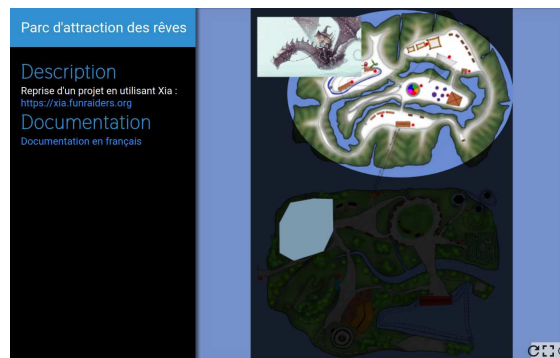 Parc d'attraction des rêves
Description
Reprise d'un projet en utilisant Xia :
https://xia.funraiders.org
Documentation
Documentation en français